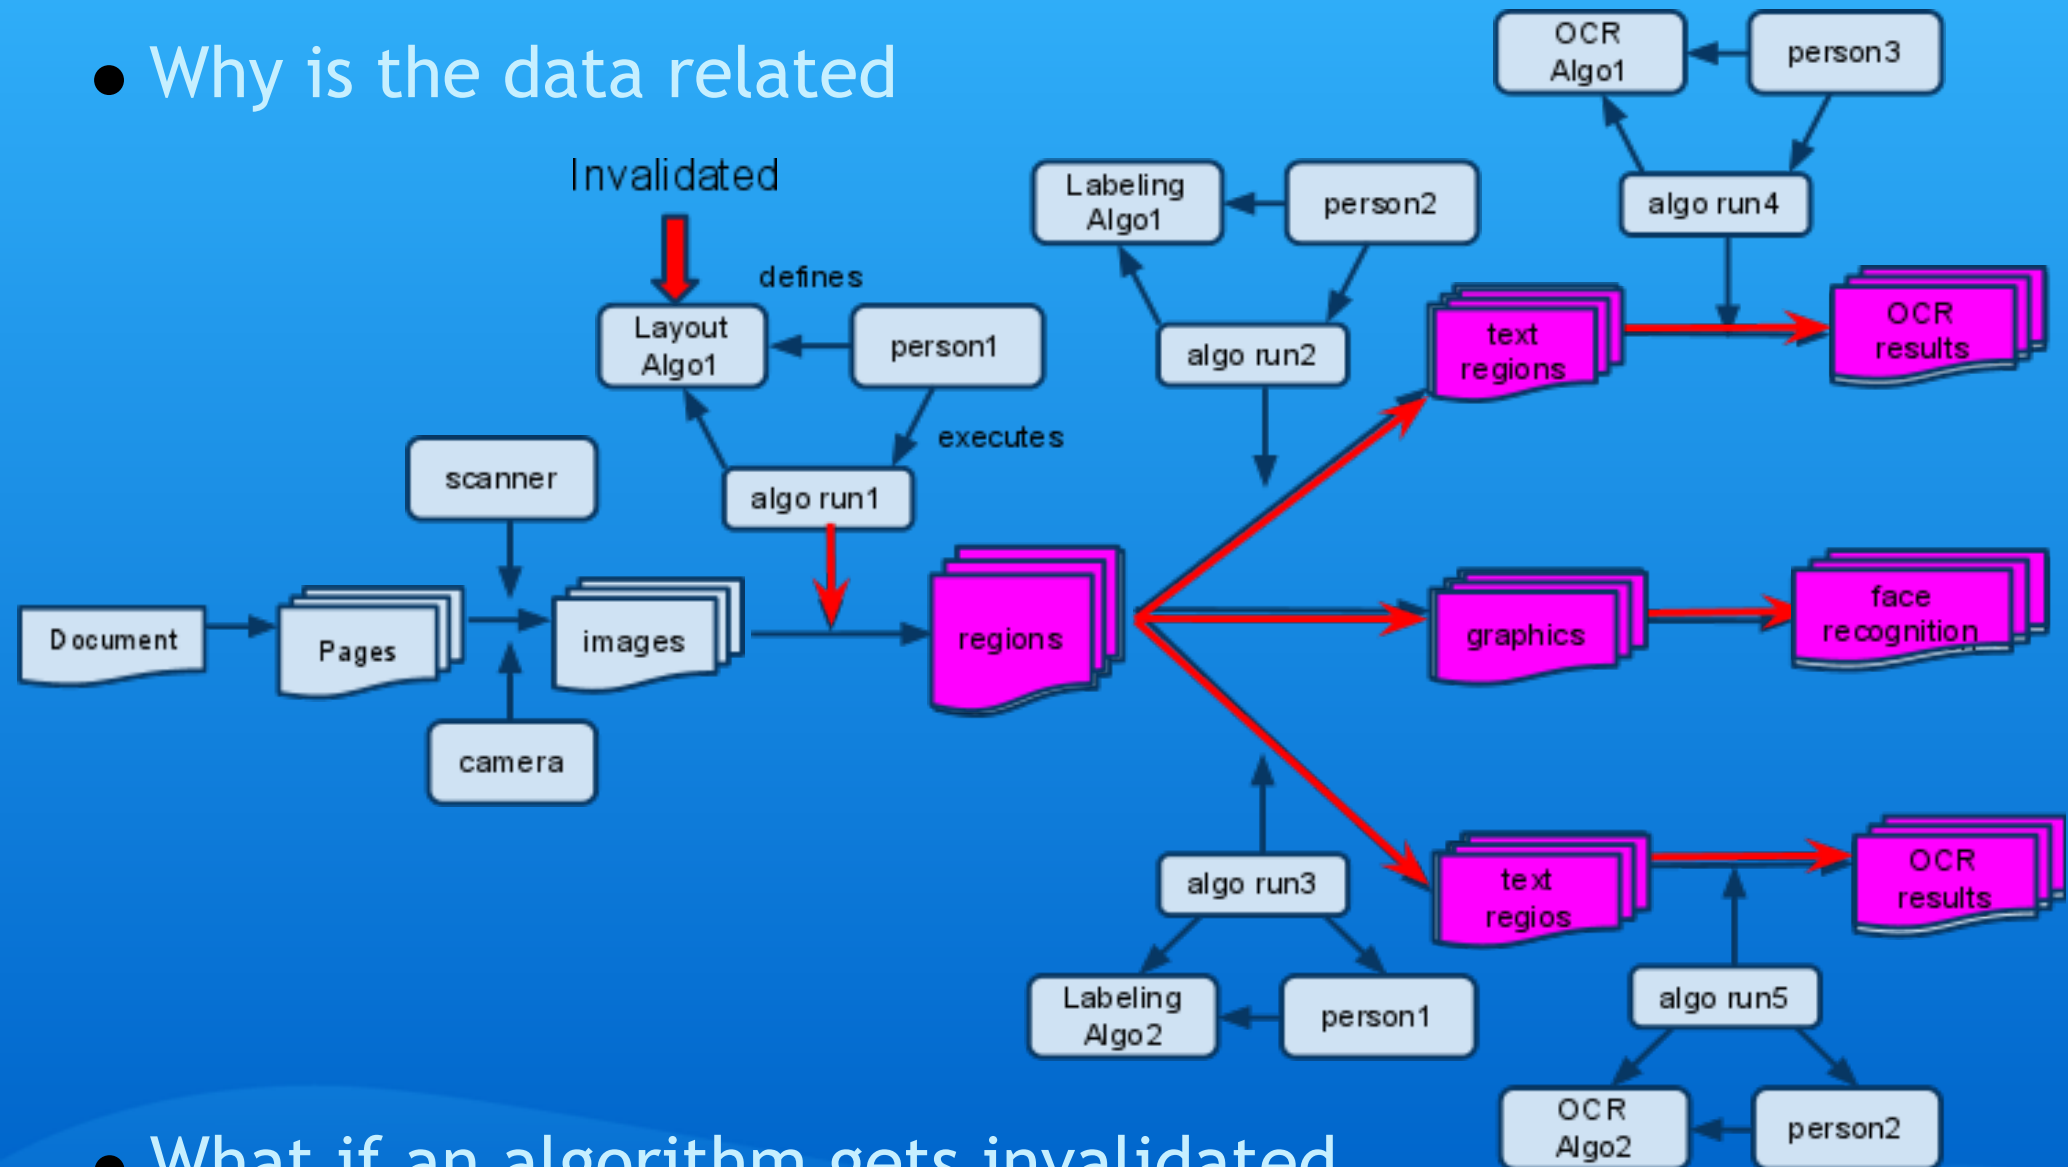 • Why is the data related
Invalidated
defines
Layout
Algo1
person1
executes
algo run1
scanner
camera
Document
Pages
images
regions
Labeling
Algo1
person2
algo run2
OCR
Algo1
person3
algo run4
text
regions
OCR
results
graphics
face
recognition
algo run3
Labeling
Algo2
person1
text
regios
OCR
results
algo run5
OCR
Algo2
person2
• What if an algorithm gets invalidated